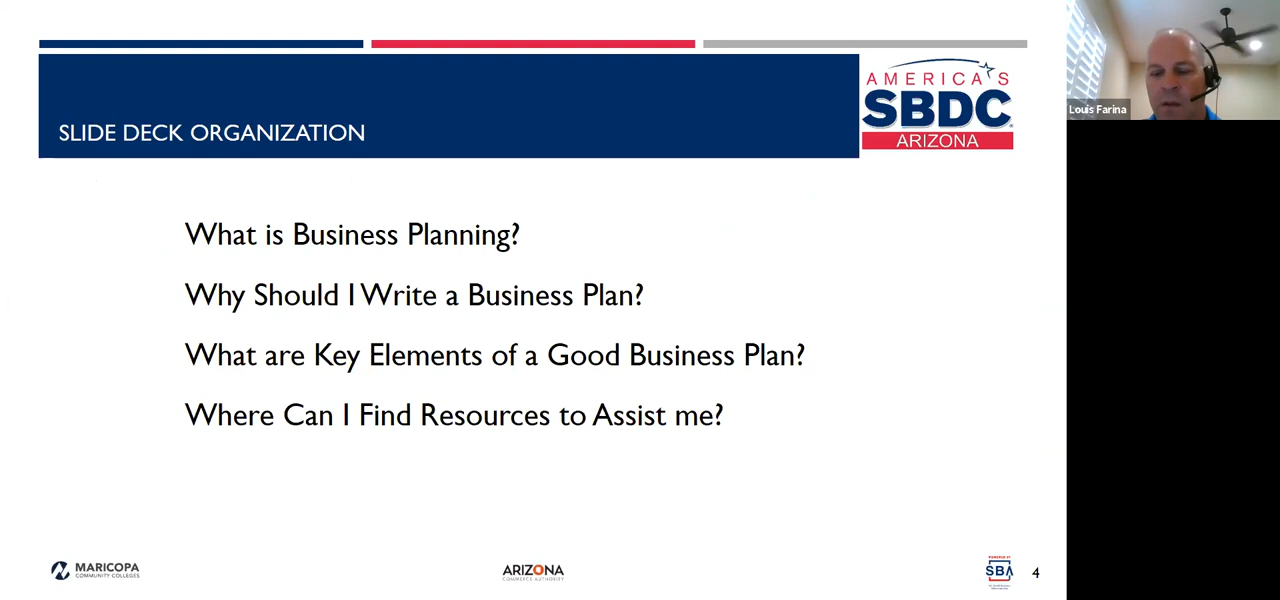 AMERICA'S
SBDC
ARIZONA
Louis Farina
SLIDE DECK ORGANIZATION
What is Business Planning?
Why Should I Write a Business Plan?
What are Key Elements of a Good Business Plan?
Where Can I Find Resources to Assist me?
MARICOPA
COMMUNITY COLLEGES
ARIZONA
COMMERCE AUTHORITY
POWERED BY
SBA
4